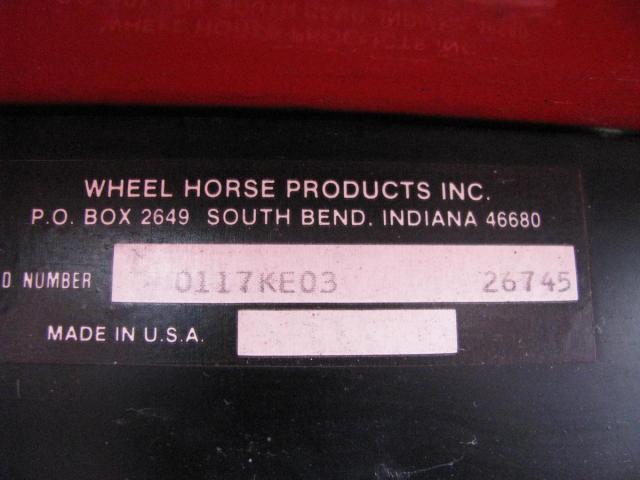 WHEEL HORSE PRODUCTS INC.
P.O. BOX 2649 SOUTH BEND, INDIANA 46680
D NUMBER 0117KE03 26745
MADE IN U.S.A.